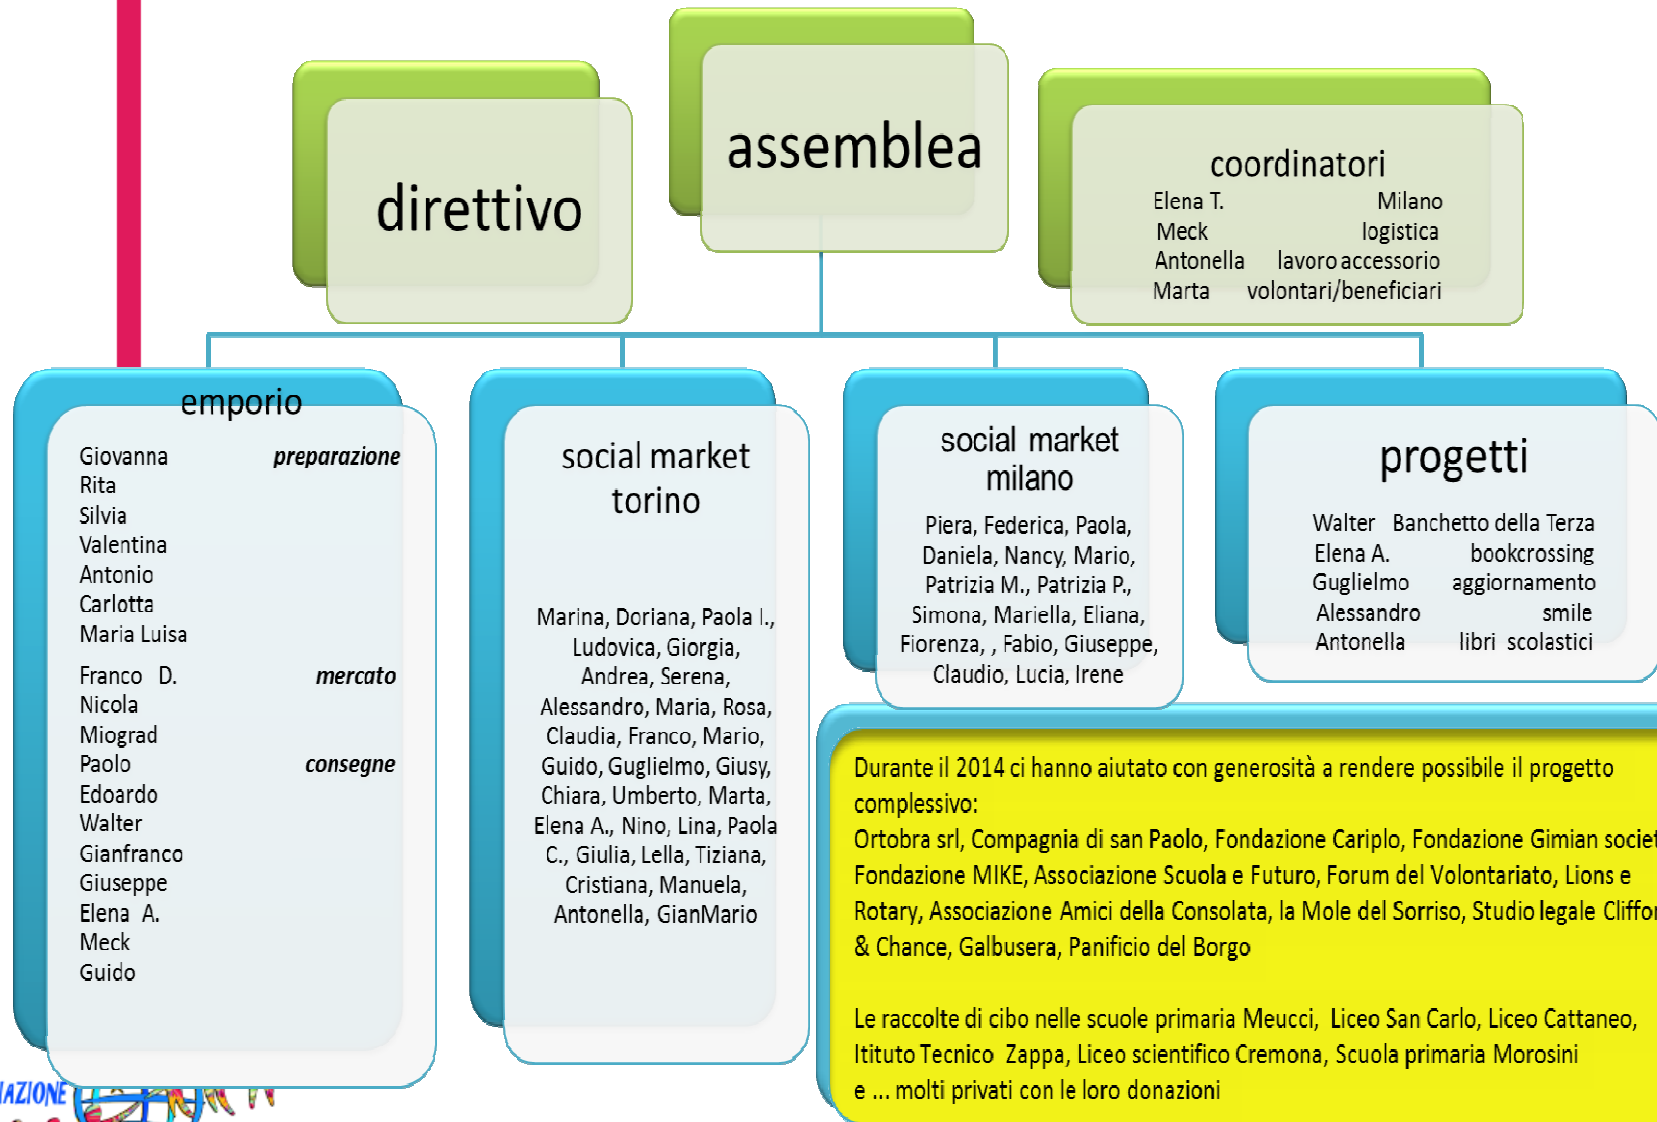 direttivo
assemblea
coordinatori
Elena T. Milano
Meck logistica
Antonella lavoro accessorio
Marta volontari/beneficiari
emporio
Giovanna preparazione
Rita
Silvia
Valentina
Antonio
Carlotta
Maria Luisa
Franco D. mercato
Nicola
Miograd
Paolo consegne
Edoardo
Walter
Gianfranco
Giuseppe
Elena A.
Meck
Guido
social market
torino
Marina, Doriana, Paola I.,
Ludovica, Giorgia,
Andrea, Serena,
Alessandro, Maria, Rosa,
Claudia, Franco, Mario,
Guido, Guglielmo, Giusy,
Chiara, Umberto, Marta,
Elena A., Nino, Lina, Paola
C., Giulia, Lella, Tiziana,
Cristiana, Manuela,
Antonella, GianMario
social market
milano
Piera, Federica, Paola,
Daniela, Nancy, Mario,
Patrizia M., Patrizia P.,
Simona, Mariella, Eliana,
Fiorenza, , Fabio, Giuseppe,
Claudio, Lucia, Irene
progetti
Walter Banchetto della Terza
Elena A. bookcrossing
Guglielmo aggiornamento
Alessandro smile
Antonella libri scolastici
Durante il 2014 ci hanno aiutato con generosità a rendere possibile il progetto
complessivo:
Ortobra srl, Compagnia di san Paolo, Fondazione Cariplo, Fondazione Gimian societ
Fondazione MIKE, Associazione Scuola e Futuro, Forum del Volontariato, Lions e
Rotary, Associazione Amici della Consolata, la Mole del Sorriso, Studio legale Cliffor
& Chance, Galbusera, Panificio del Borgo
Le raccolte di cibo nelle scuole primaria Meucci, Liceo San Carlo, Liceo Cattaneo,
Itituto Tecnico Zappa, Liceo scientifico Cremona, Scuola primaria Morosini
e ... molti privati con le loro donazioni
IAZIONE